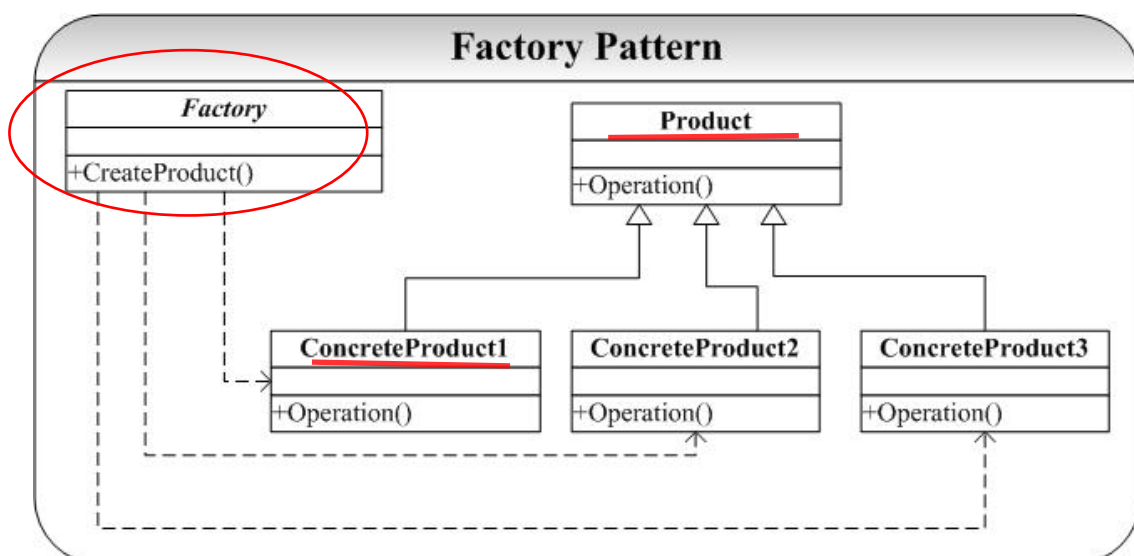 Factory Pattern
Factory
+CreateProduct()
Product
+Operation()
ConcreteProduct1
+Operation()
ConcreteProduct2
+Operation()
ConcreteProduct3
+Operation()